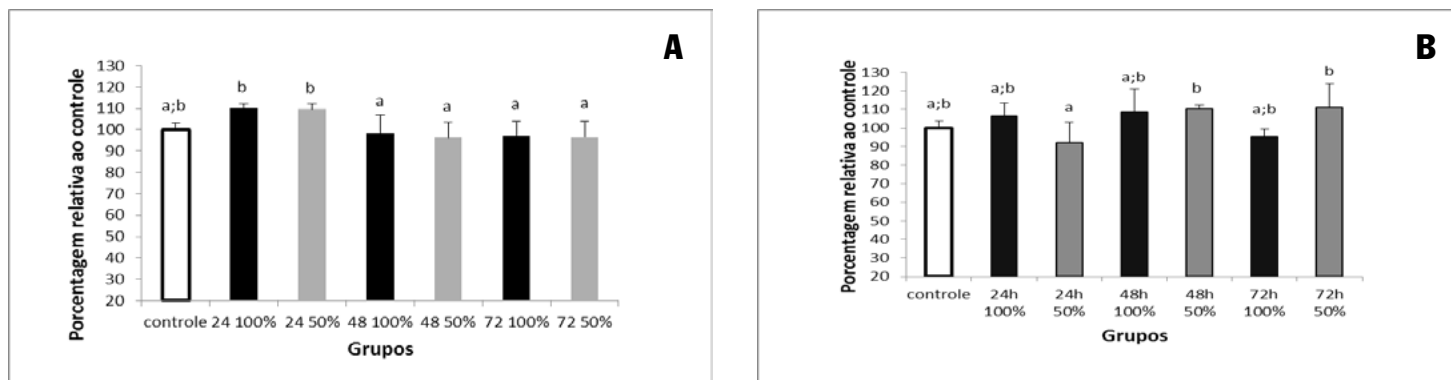 A
Porcentagem relativa ao controle
130
120
110
100
90
80
70
60
50
40
30
20
a;b
b
b
a
a
a
a
controle 24 100% 24 50% 48 100% 48 50% 72 100% 72 50%
Grupos
B
Porcentagem relativa ao controle
130
120
110
100
90
80
70
60
50
40
30
20
a;b
a;b
a
a;b
b
a;b
b
controle 24h 24h 48h 48h 72h 72h
100% 50% 100% 50% 100% 50%
Grupos